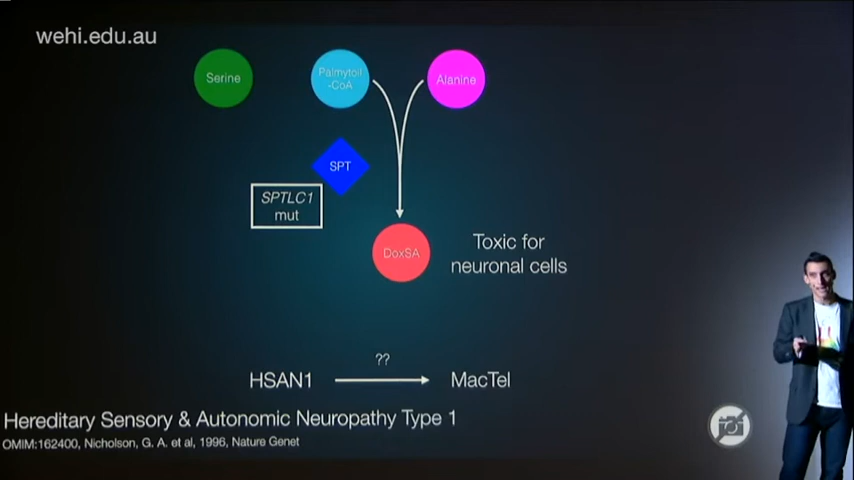 wehi.edu.au
Serine
Palmytoil
-CoA
Alanine
SPT
SPTLC1
mut
DoxSA
Toxic for
neuronal cells
??
HSAN1
MacTel
Hereditary Sensory & Autonomic Neuropathy Type 1
OMIM:162400, Nicholson, G. A. et al, 1996, Nature Genet